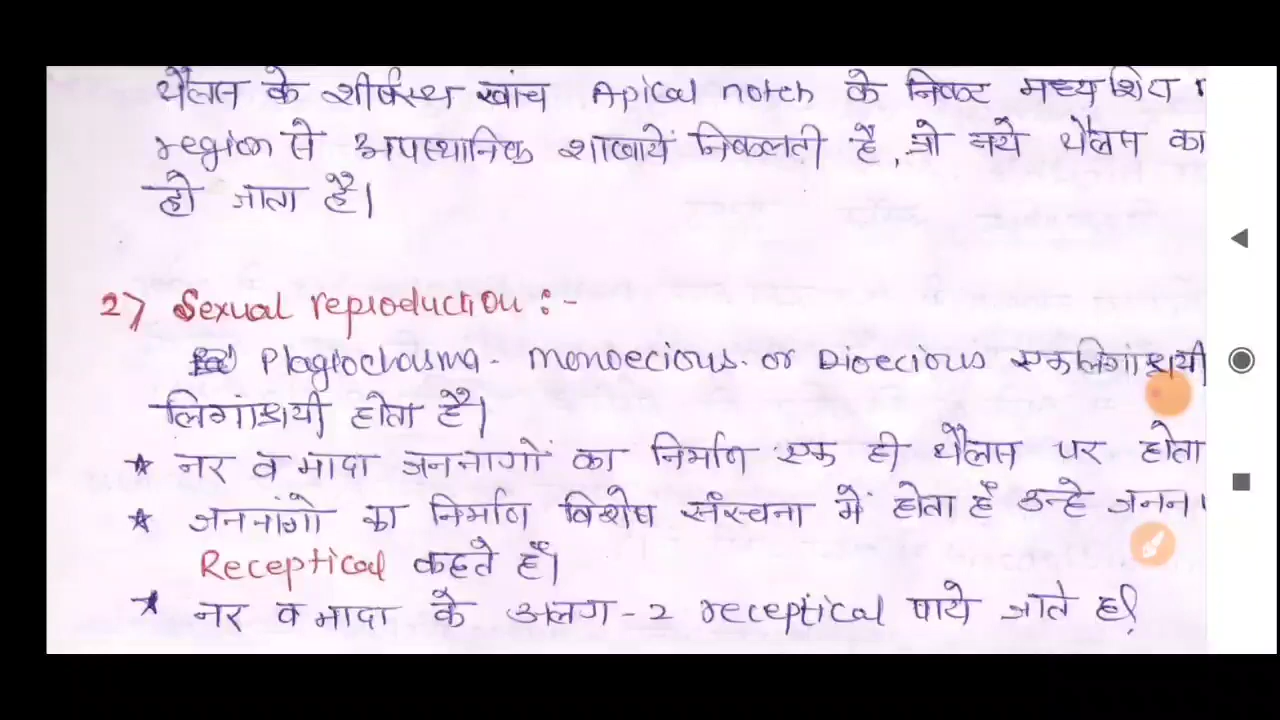 थैलस के शीर्षस्थ खांच Apical notch के निकट मध्यशिरा
region से अपस्थानिक शाखायें निकलती है, जो नये थैलस का
हो जाता है।
2) Sexual reproduction :-
Plagiochasma - monoecious or Dioecious एकलिंगाश्रयी
लिंगाश्रयी होता है।
★ नर व मादा जननागों का निर्माण एक ही थैलस पर होता
★ जननांगो का निर्माण विशेष संरचना में होता है उन्हे जनन
Receptical कहते हैं।
★ नर व मादा के अलग-2 receptical पाये जाते है।